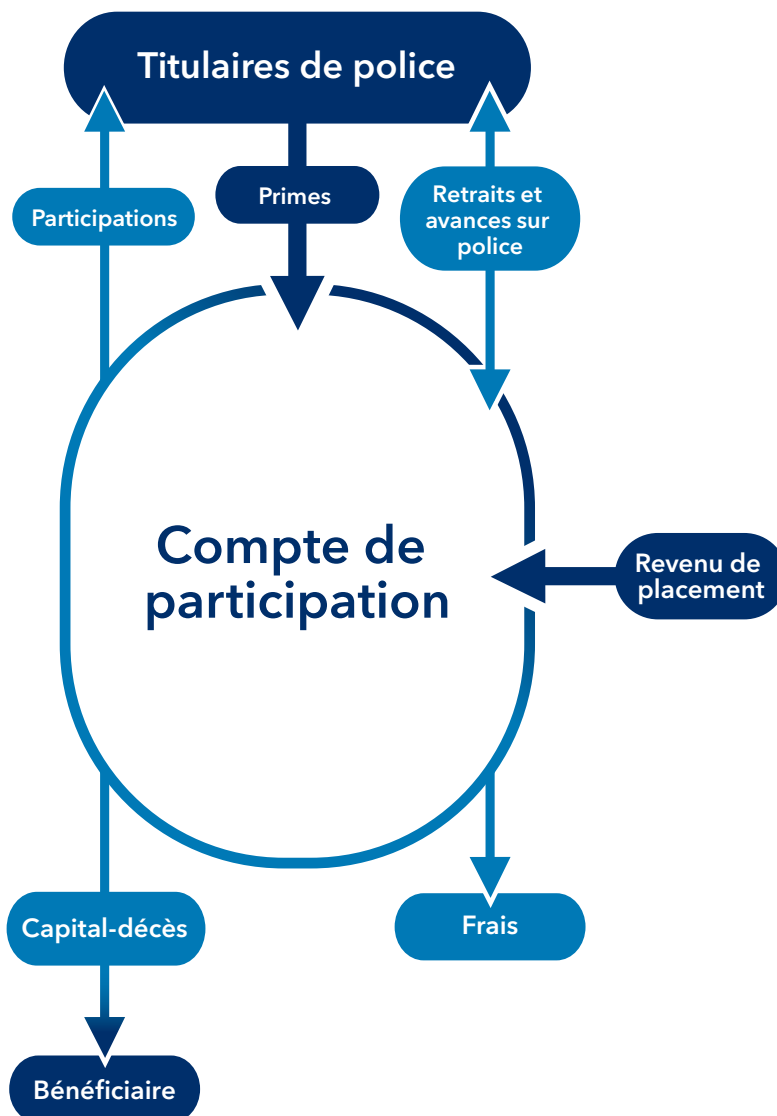 Titulaires de police
Participations
Primes
Retraits et
avances sur
police
Compte de
participation
Revenu de
placement
Capital-décès
Frais
Bénéficiaire